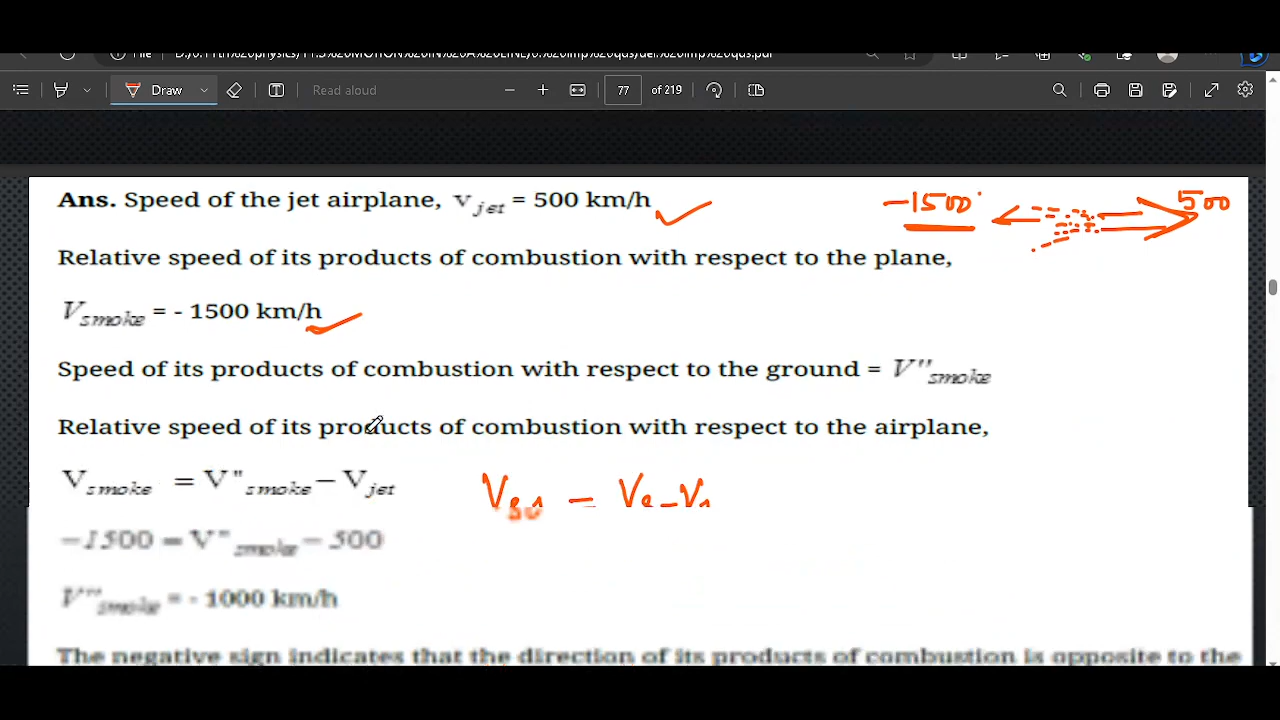 Draw
Read aloud
77
of 219
Ans. Speed of the jet airplane, v jet = 500 km/h
-1500
500
Relative speed of its products of combustion with respect to the plane,
V smoke = - 1500 km/h
Speed of its products of combustion with respect to the ground = V" smoke
Relative speed of its products of combustion with respect to the airplane,
V smoke = V" smoke – V jet
–1500 = V" smoke – 500
V" smoke = - 1000 km/h
The negative sign indicates that the direction of its products of combustion is opposite to the